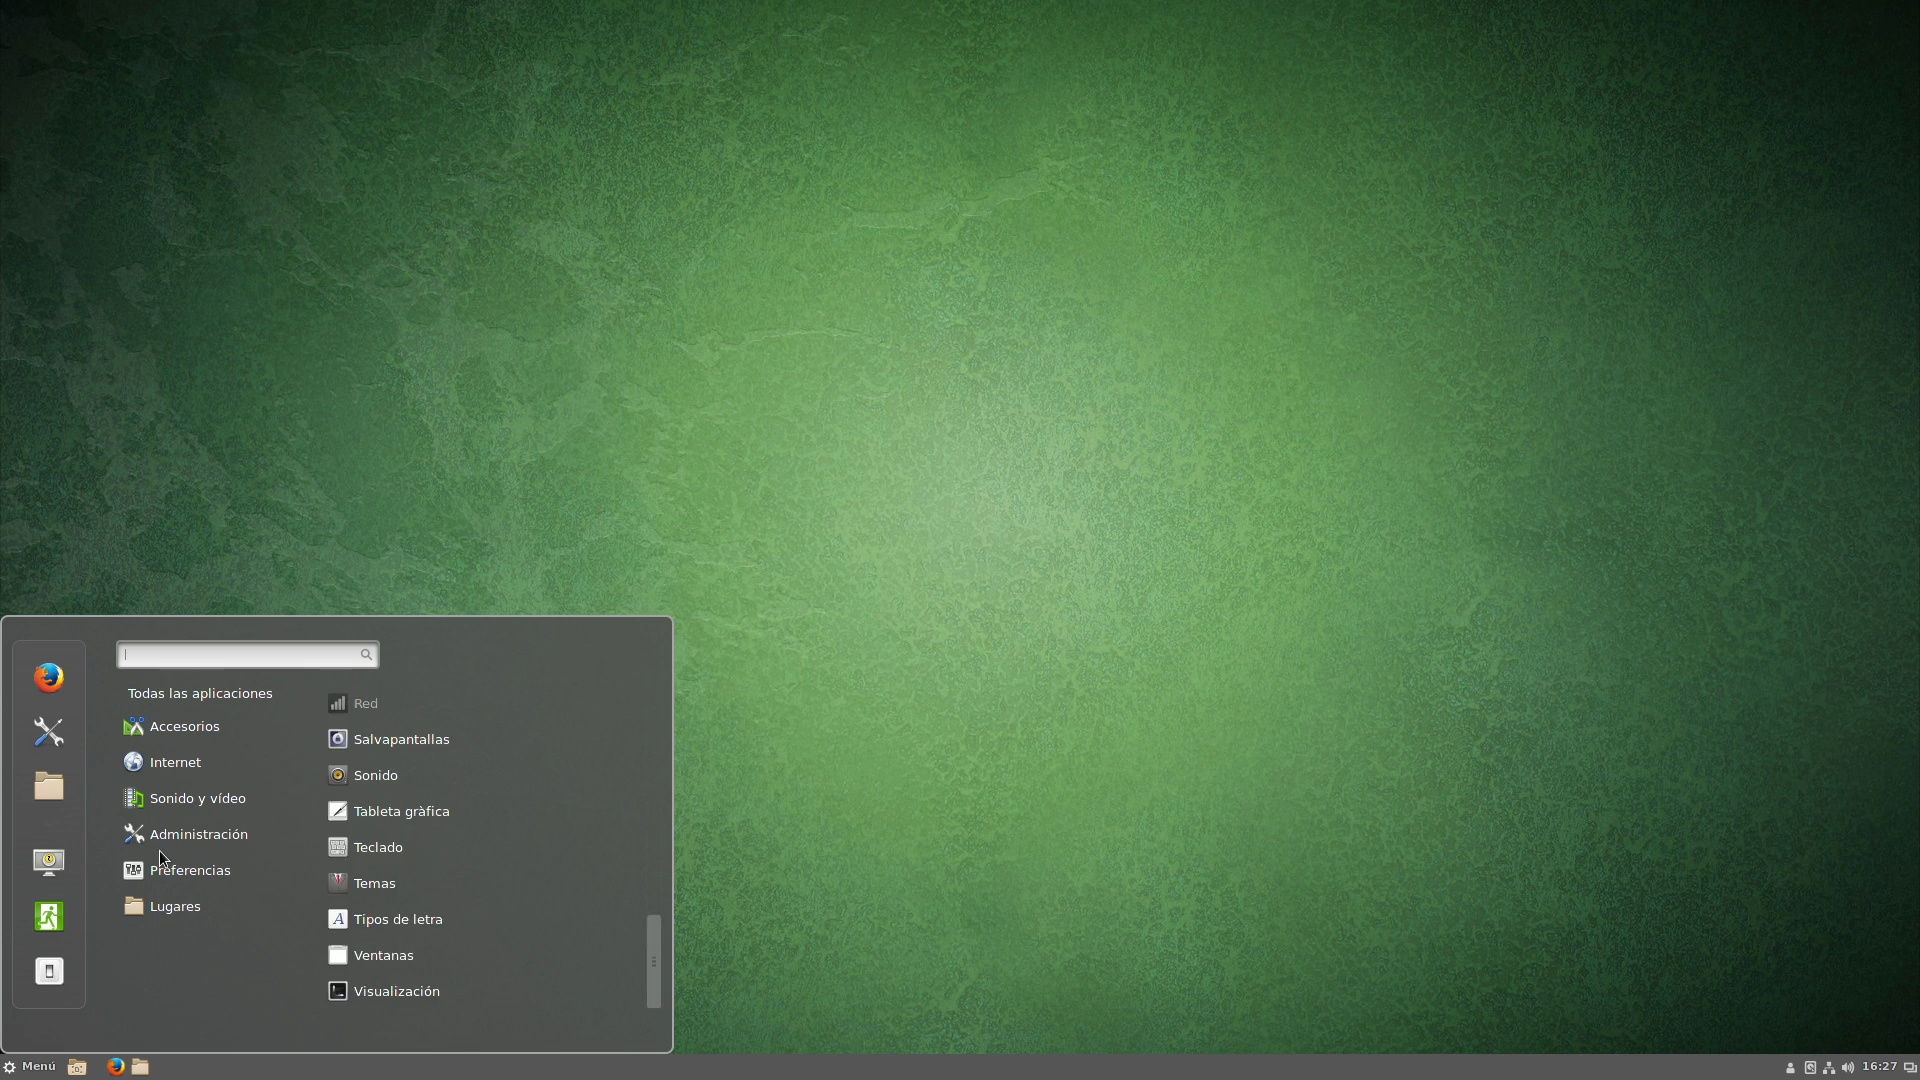 Todas las aplicaciones
Accesorios
Internet
Sonido y vídeo
Administración
Preferencias
Lugares
Red
Salvapantallas
Sonido
Tableta gràfica
Teclado
Temas
Tipos de letra
Ventanas
Visualización
Menú
16:27